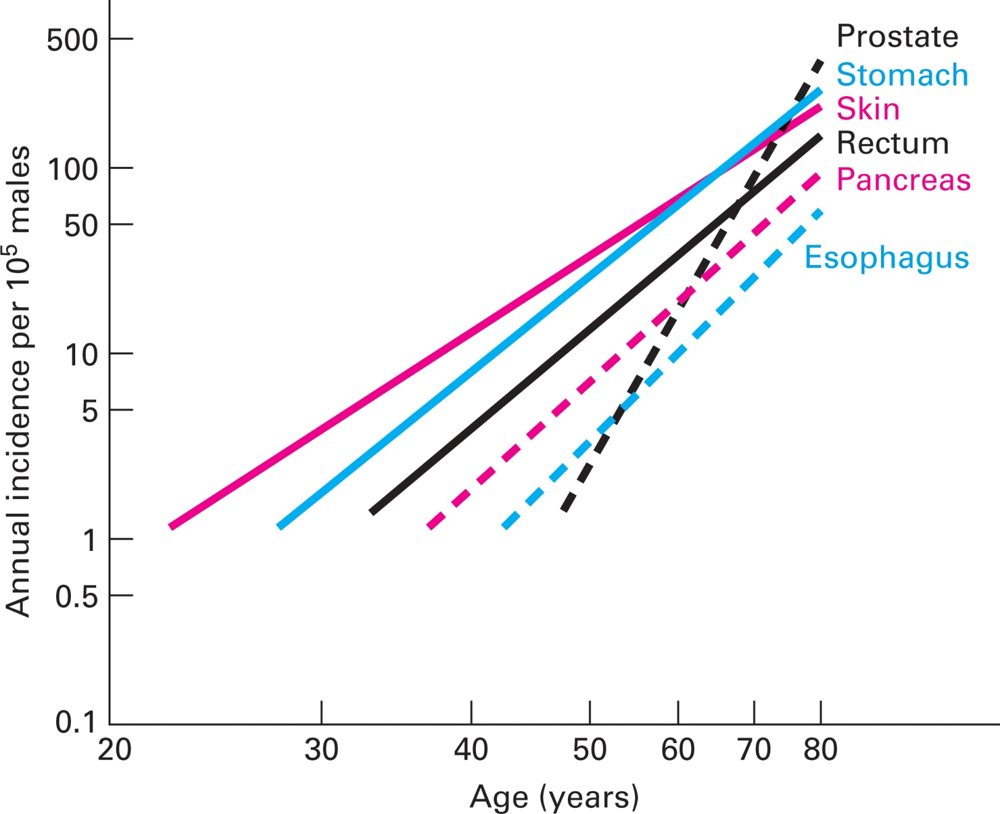 Annual incidence per 10⁵ males
500
100
50
10
5
1
0.5
0.1
Prostate
Stomach
Skin
Rectum
Pancreas
Esophagus
20 30 40 50 60 70 80
Age (years)